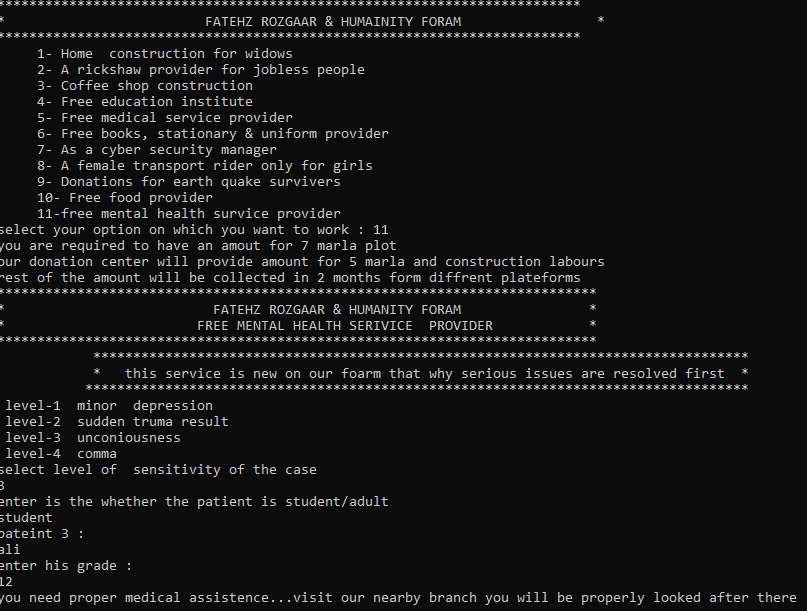 ********************************************************************************
* FATEHZ ROZGAAR & HUMAINITY FORAM *
********************************************************************************
1- Home  construction for widows
2- A rickshaw provider for jobless people
3- Coffee shop construction
4- Free education institute
5- Free medical service provider
6- Free books, stationary & uniform provider
7- As a cyber security manager
8- A female transport rider only for girls
9- Donations for earth quake survivers
10- Free food provider
11-free mental health survice provider
select your option on which you want to work : 11
you are required to have an amout for 7 marla plot
our donation center will provide amount for 5 marla and construction labours
rest of the amount will be collected in 2 months form diffrent plateforms
********************************************************************************
* FATEHZ ROZGAAR & HUMANITY FORAM *
* FREE MENTAL HEALTH SERIVICE  PROVIDER *
********************************************************************************
********************************************************************************
* this service is new on our foarm that why serious issues are resolved first *
********************************************************************************
level-1  minor  depression
level-2  sudden truma result
level-3  unconiousness
level-4  comma
select level of  sensitivity of the case
3
enter is the whether the patient is student/adult
student
pateint 3 :
ali
enter his grade :
12
you need proper medical assistence...visit our nearby branch you will be properly looked after there